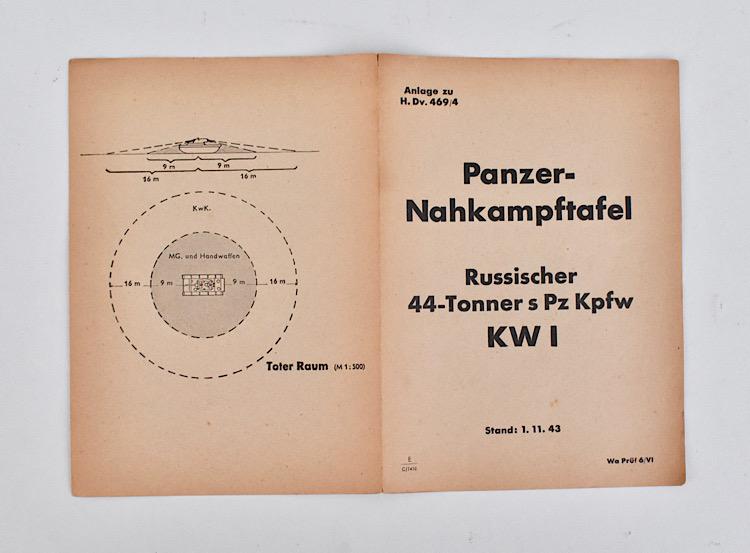 9 m 9 m
16 m 16 m
KwK.
MG. und Handwaffen
16 m 9 m 9 m 16 m
Toter Raum (M 1:500)
Anlage zu
H. Dv. 469/4
Panzer-
Nahkampftafel
Russischer
44-Tonner s Pz Kpfw
KW I
Stand: 1. 11. 43
E
Wa Prüf 6/VI